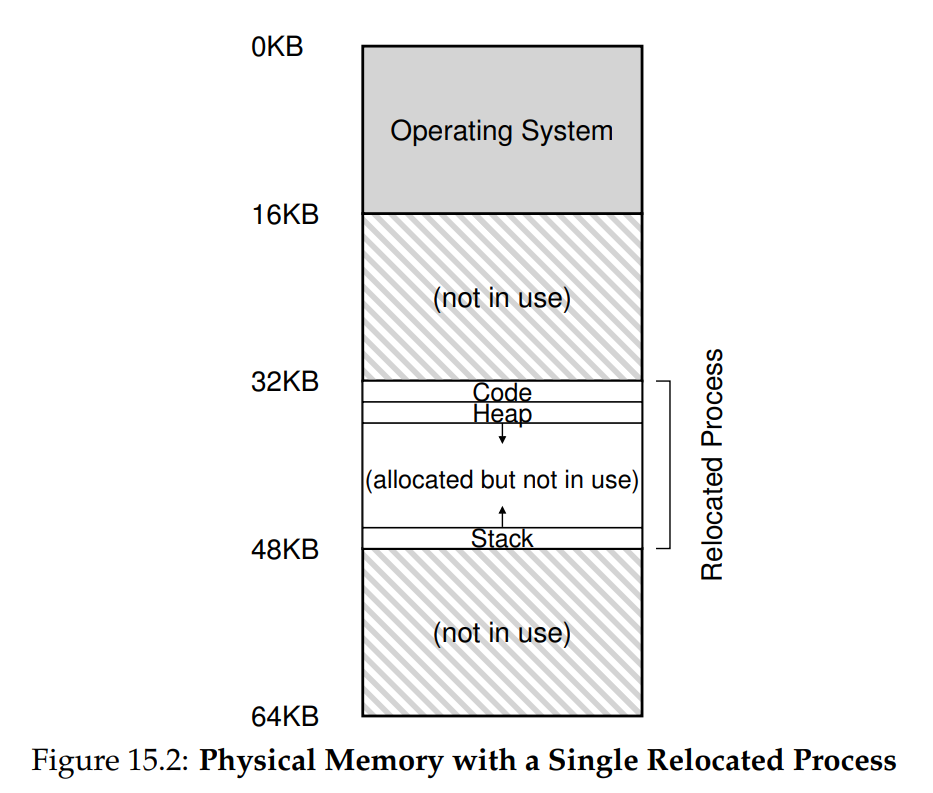 0KB
Operating System
16KB
(not in use)
32KB
Code
Heap
(allocated but not in use)
Stack
48KB
Relocated Process
(not in use)
64KB
Figure 15.2: Physical Memory with a Single Relocated Process